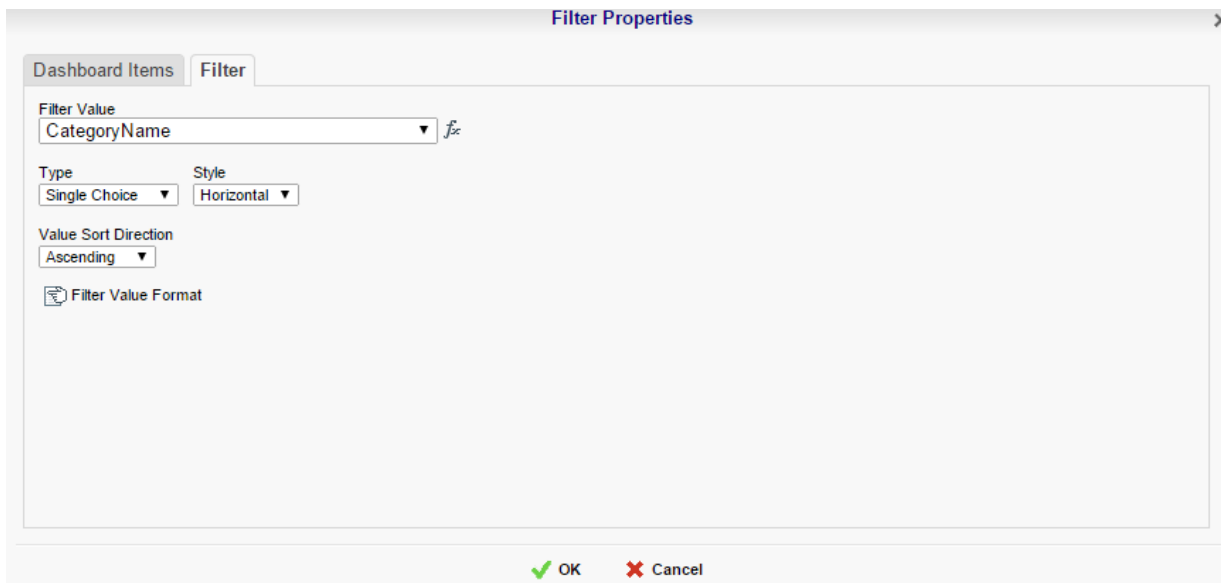 Filter Properties
Dashboard Items Filter
Filter Value
CategoryName fx
Type Style
Single Choice Horizontal
Value Sort Direction
Ascending
Filter Value Format
OK Cancel